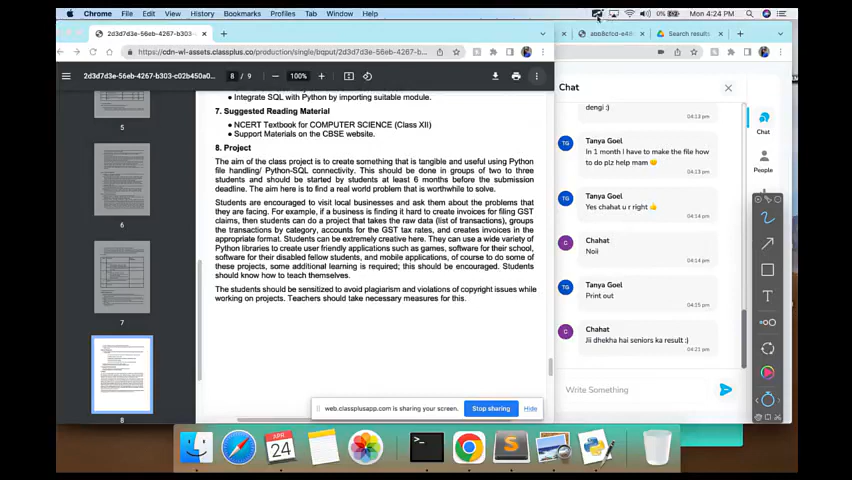 Chrome File Edit View History Bookmarks Profiles Tab Window Help 0% Mon 4:24 PM
2d3d7d3e-56eb-4267-b303-
Search results
https://cdn-wl-assets.classplus.co/production/single/bqput/2d3d7d3e-56eb-4267-b
2d3d7d3e-56eb-4267-b303-c02b450a0... 8 / 9 100%
5
7
8
Integrate SQL with Python by importing suitable module.
7. Suggested Reading Material
NCERT Textbook for COMPUTER SCIENCE (Class XII)
Support Materials on the CBSE website.
8. Project
The aim of the class project is to create something that is tangible and useful using Python
file handling/ Python-SQL connectivity. This should be done in groups of two to three
students and should be started by students at least 6 months before the submission
deadline. The aim here is to find a real world problem that is worthwhile to solve.
Students are encouraged to visit local businesses and ask them about the problems that
they are facing. For example, if a business is finding it hard to create invoices for filing GST
claims, then students can do a project that takes the raw data (list of transactions), groups
the transactions by category, accounts for the GST tax rates, and creates invoices in the
appropriate format. Students can be extremely creative here. They can use a wide variety of
Python libraries to create user friendly applications such as games, software for their school,
software for their disabled fellow students, and mobile applications, of course to do some of
these projects, some additional learning is required; this should be encouraged. Students
should know how to teach themselves.
The students should be sensitized to avoid plagiarism and violations of copyright issues while
working on projects. Teachers should take necessary measures for this.
web.classplusapp.com is sharing your screen. Stop sharing Hide
Chat
dengi :)
04:13 pm
TG
Tanya Goel
In 1 month I have to make the file how
to do plz help mam
04:13 pm
TG
Tanya Goel
Yes chahat u r right
04:14 pm
C
Chahat
Noii
04:14 pm
TG
Tanya Goel
Print out
04:15 pm
C
Chahat
Jii dhekha hai seniors ka result :)
04:23 pm
Write Something
Chat
People
T
APR
24
>_
S